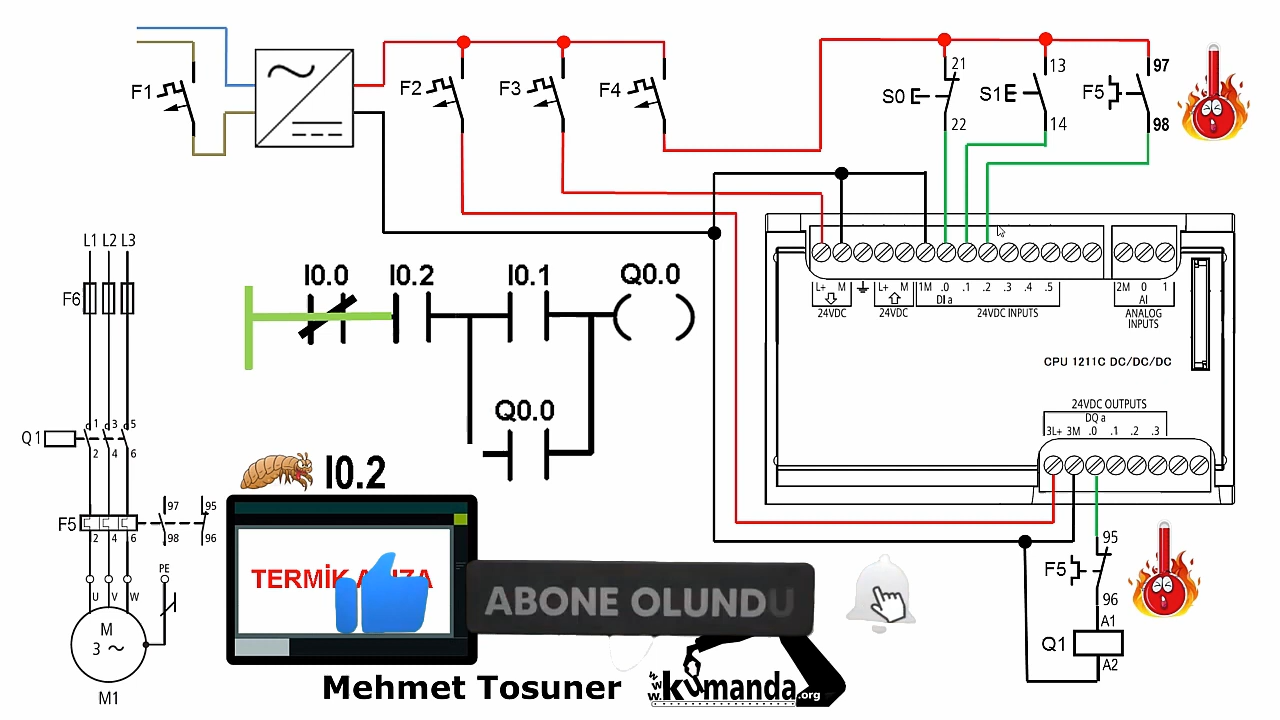 F1
F2
F3
F4
S0
21
22
S1
13
14
F5
97
98
L1 L2 L3
F6
Q1
1 3 5
2 4 6
F5
2 4 6
97
98
95
96
U V W
PE
M
3 ~
M1
I0.0 I0.2 I0.1 Q0.0
Q0.0
I0.2
L+ M
24VDC
L+ M
24VDC
1M .0 .1 .2 .3 .4 .5
DI a
24VDC INPUTS
2M 0 1
AI
ANALOG
INPUTS
CPU 1211C DC/DC/DC
24VDC OUTPUTS
DQ a
3L+ 3M .0 .1 .2 .3
F5
95
96
Q1
A1
A2
TERMİK
ABONE OLUNDU
Mehmet Tosuner
www.kumanda.org